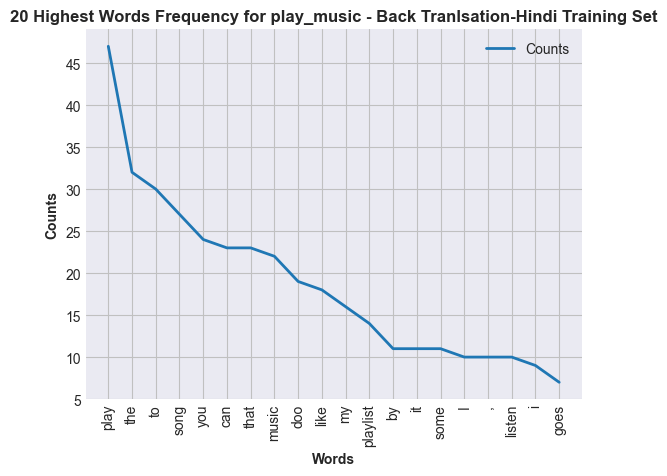 20 Highest Words Frequency for play_music - Back Tranlsation-Hindi Training Set
Counts
45
40
35
30
25
20
15
10
5
Counts
play
the
to
song
you
can
that
music
doo
like
my
playlist
by
it
some
I
,
listen
i
goes
Words